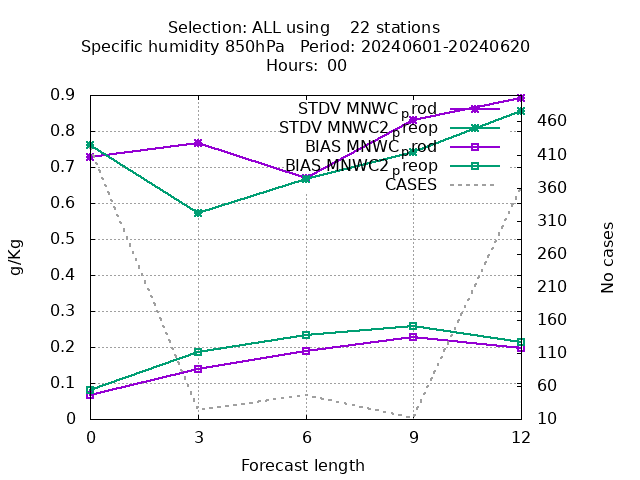 Selection: ALL using    22 stations
Specific humidity 850hPa   Period: 20240601-20240620
Hours: 00
STDV MNWC_prod
STDV MNWC2_preop
BIAS MNWC_prod
BIAS MNWC2_preop
CASES
0.9
0.8
0.7
0.6
0.5
0.4
0.3
0.2
0.1
0
g/Kg
460
410
360
310
260
210
160
110
60
10
No cases
0 3 6 9 12
Forecast length